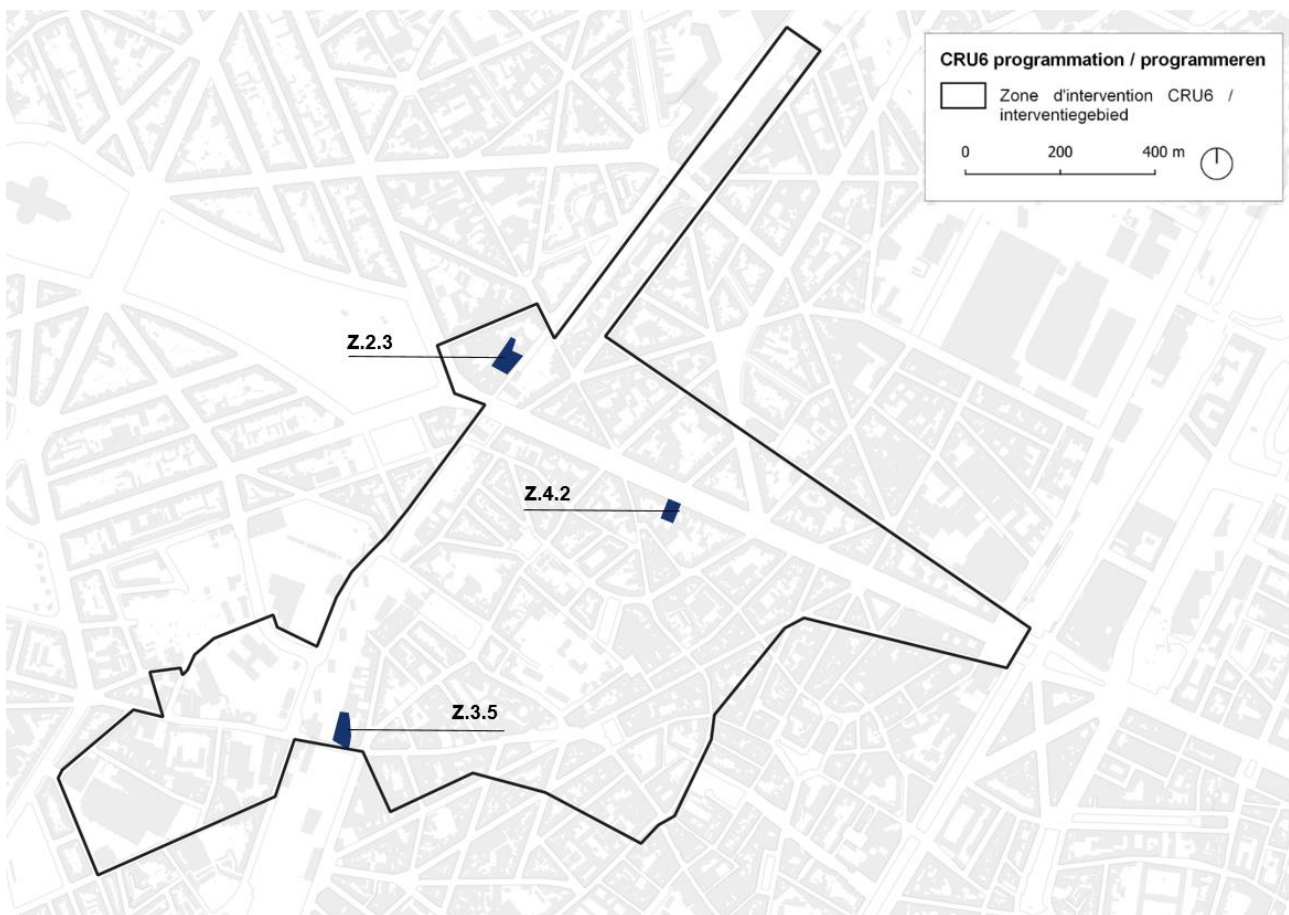 CRU6 programmation / programmeren
Zone d'intervention CRU6 /
interventiegebied
0 200 400 m
Z.2.3
Z.4.2
Z.3.5